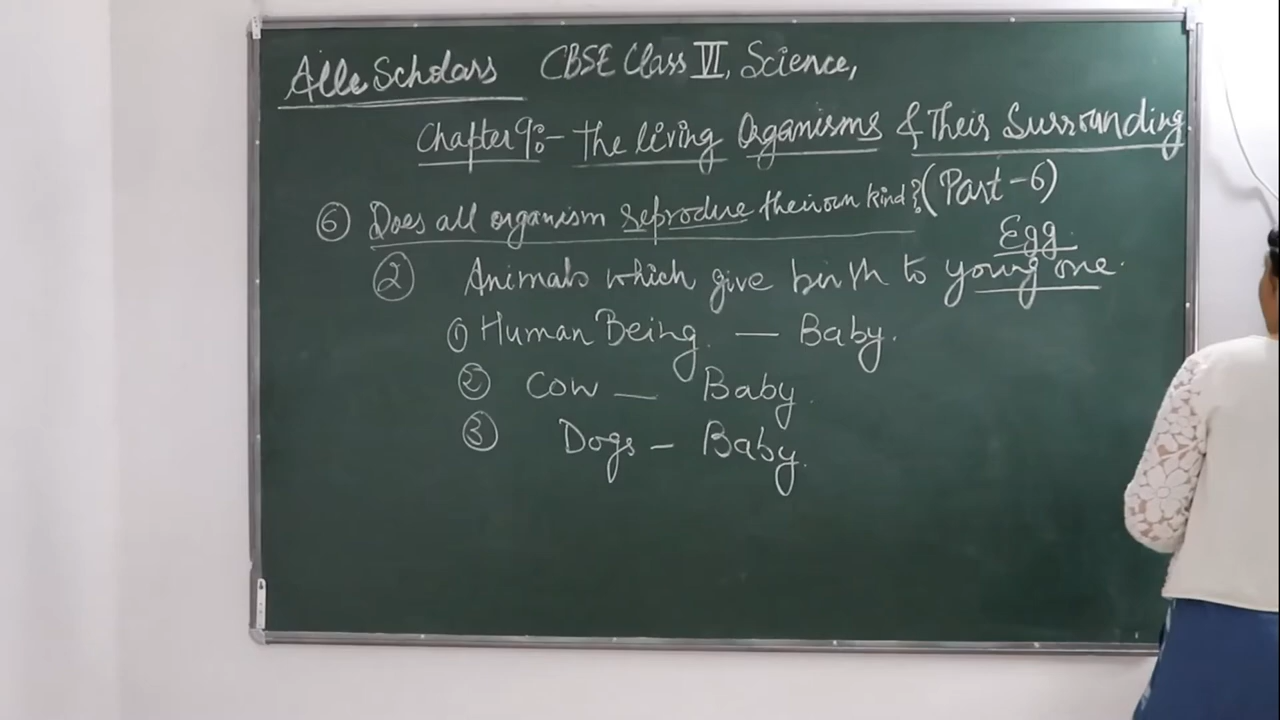 Alle Scholars CBSE Class VI, Science,
Chapter 9:- The living Organisms & Their Surrounding
(Part-6)
⑥ Does all organism reproduce their own kind?
Egg
② Animals which give birth to young one.
① Human Being. — Baby.
② Cow — Baby.
③ Dogs — Baby.